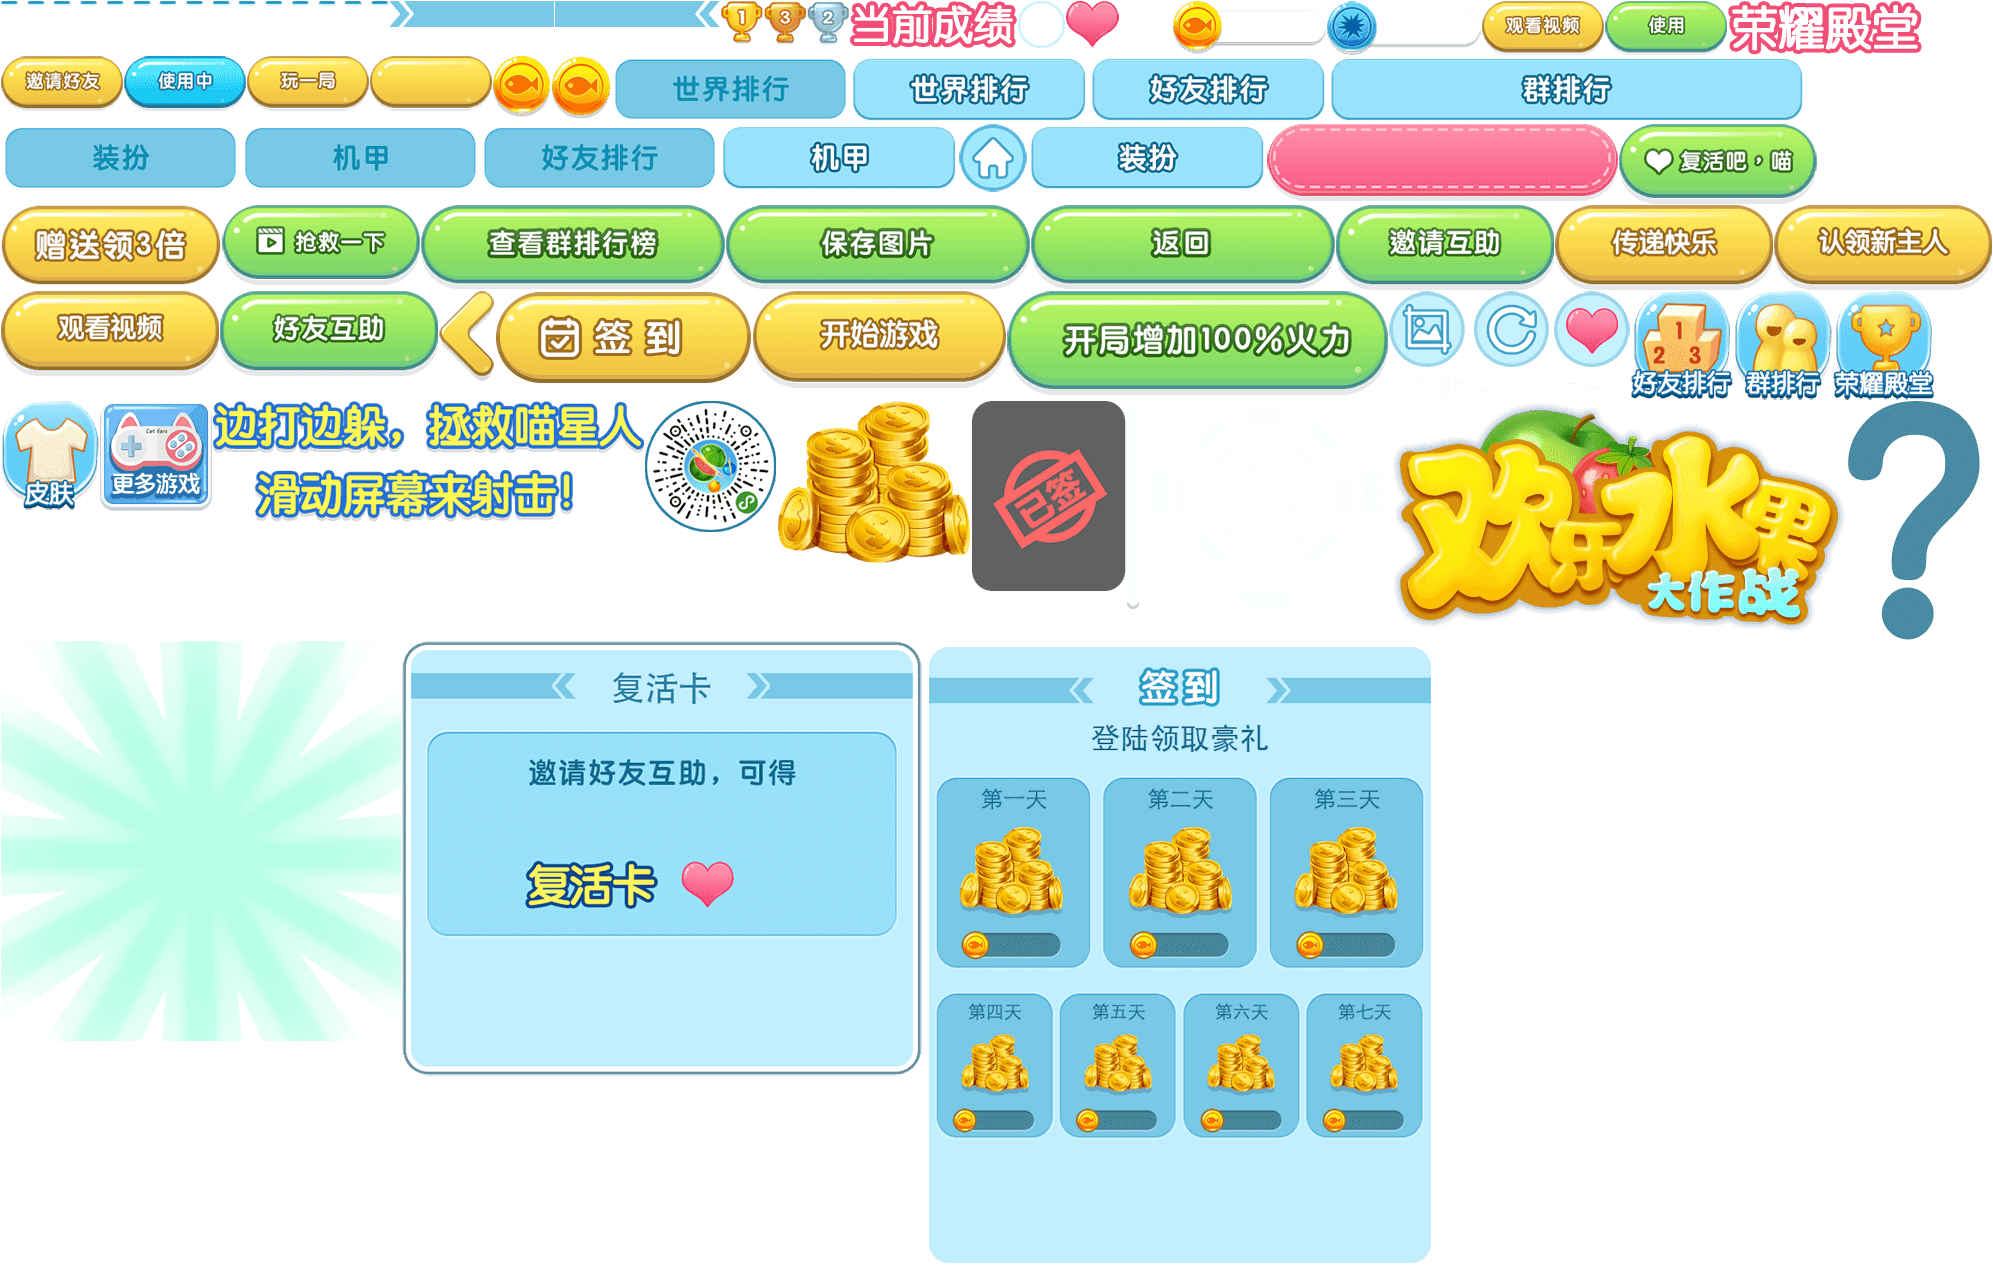 1
3
2
当前成绩
观看视频
使用
荣耀殿堂
邀请好友
使用中
玩一局
世界排行
世界排行
好友排行
群排行
装扮
机甲
好友排行
机甲
装扮
复活吧，喵
赠送领3倍
抢救一下
查看群排行榜
保存图片
返回
邀请互助
传递快乐
认领新主人
观看视频
好友互助
签到
开始游戏
开局增加100%火力
1
2 3
好友排行
群排行
荣耀殿堂
皮肤
Cat Ears
更多游戏
边打边躲，拯救喵星人
滑动屏幕来射击！
已签
欢乐水果
大作战
?
复活卡
邀请好友互助，可得
复活卡
签到
登陆领取豪礼
第一天
第二天
第三天
第四天
第五天
第六天
第七天